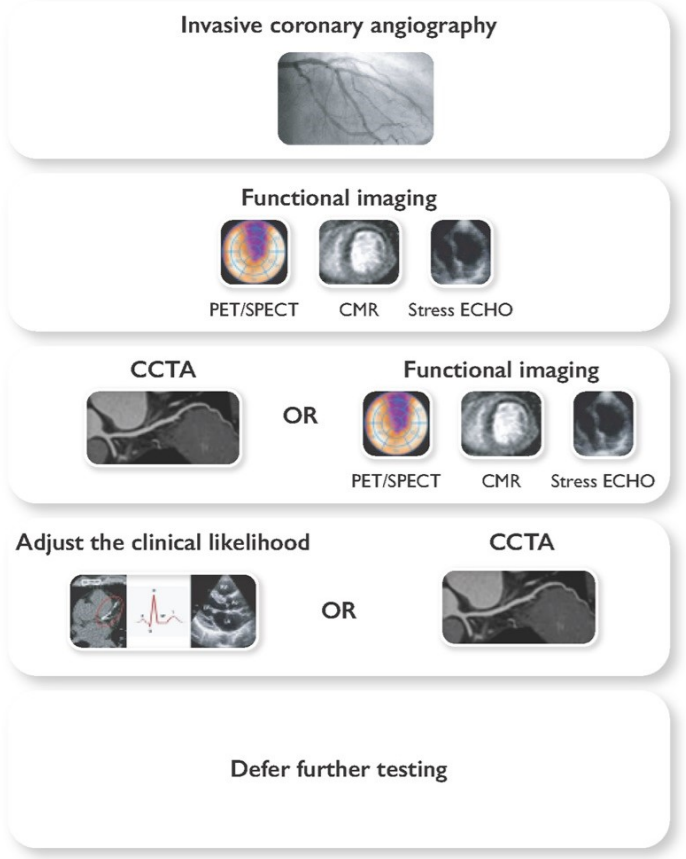 Invasive coronary angiography
Functional imaging
PET/SPECT CMR Stress ECHO
CCTA Functional imaging
OR
PET/SPECT CMR Stress ECHO
Adjust the clinical likelihood CCTA
OR
Defer further testing